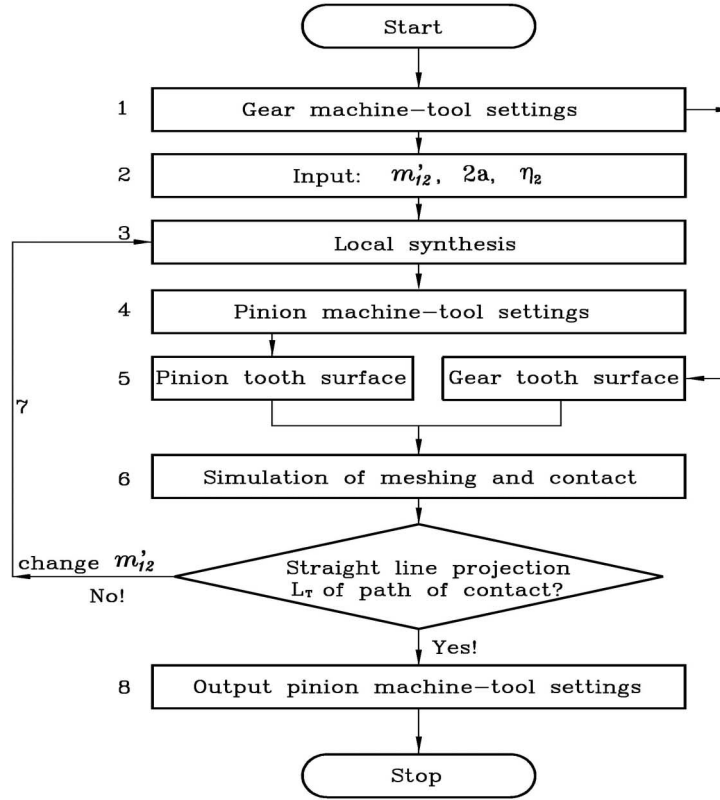 Start
1 Gear machine-tool settings
2 Input: m'₁₂, 2a, η₂
3 Local synthesis
4 Pinion machine-tool settings
5 Pinion tooth surface Gear tooth surface
7
6 Simulation of meshing and contact
Straight line projection
L_T of path of contact?
change m'₁₂
No!
Yes!
8 Output pinion machine-tool settings
Stop